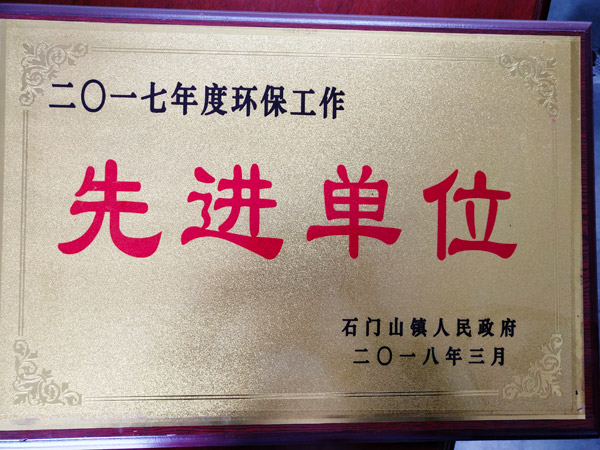 二〇一七年度环保工作
先进单位
石门山镇人民政府
二〇一八年三月